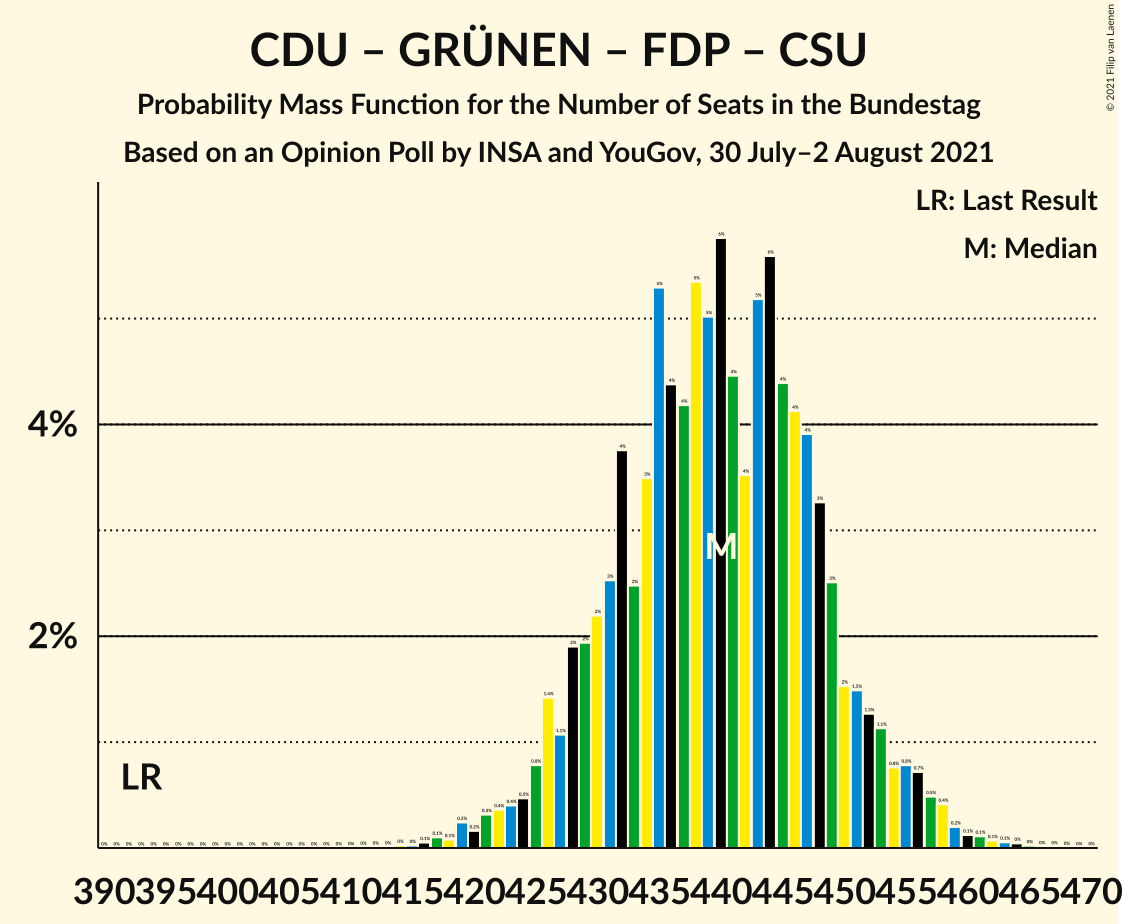 CDU – GRÜNEN – FDP – CSU
Probability Mass Function for the Number of Seats in the Bundestag
Based on an Opinion Poll by INSA and YouGov, 30 July–2 August 2021
© 2021 Filip van Laenen
LR: Last Result
M: Median
4%
2%
LR
M
390 395 400 405 410 415 420 425 430 435 440 445 450 455 460 465 470